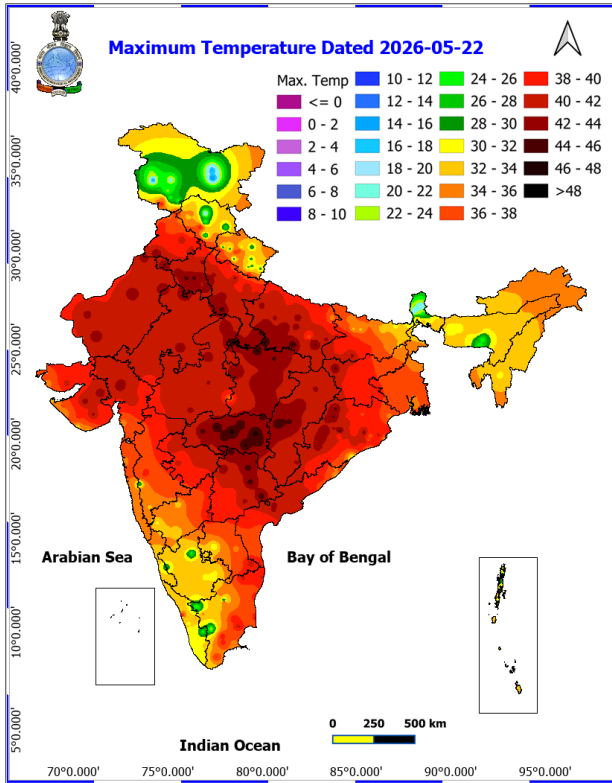 Maximum Temperature Dated 2026-05-22
Max. Temp
<= 0
0 - 2
2 - 4
4 - 6
6 - 8
8 - 10
10 - 12
12 - 14
14 - 16
16 - 18
18 - 20
20 - 22
22 - 24
24 - 26
26 - 28
28 - 30
30 - 32
32 - 34
34 - 36
36 - 38
38 - 40
40 - 42
42 - 44
44 - 46
46 - 48
>48
40°0.000'
35°0.000'
30°0.000'
25°0.000'
20°0.000'
15°0.000'
10°0.000'
5°0.000'
Arabian Sea
Bay of Bengal
0 250 500 km
Indian Ocean
70°0.000' 75°0.000' 80°0.000' 85°0.000' 90°0.000' 95°0.000'